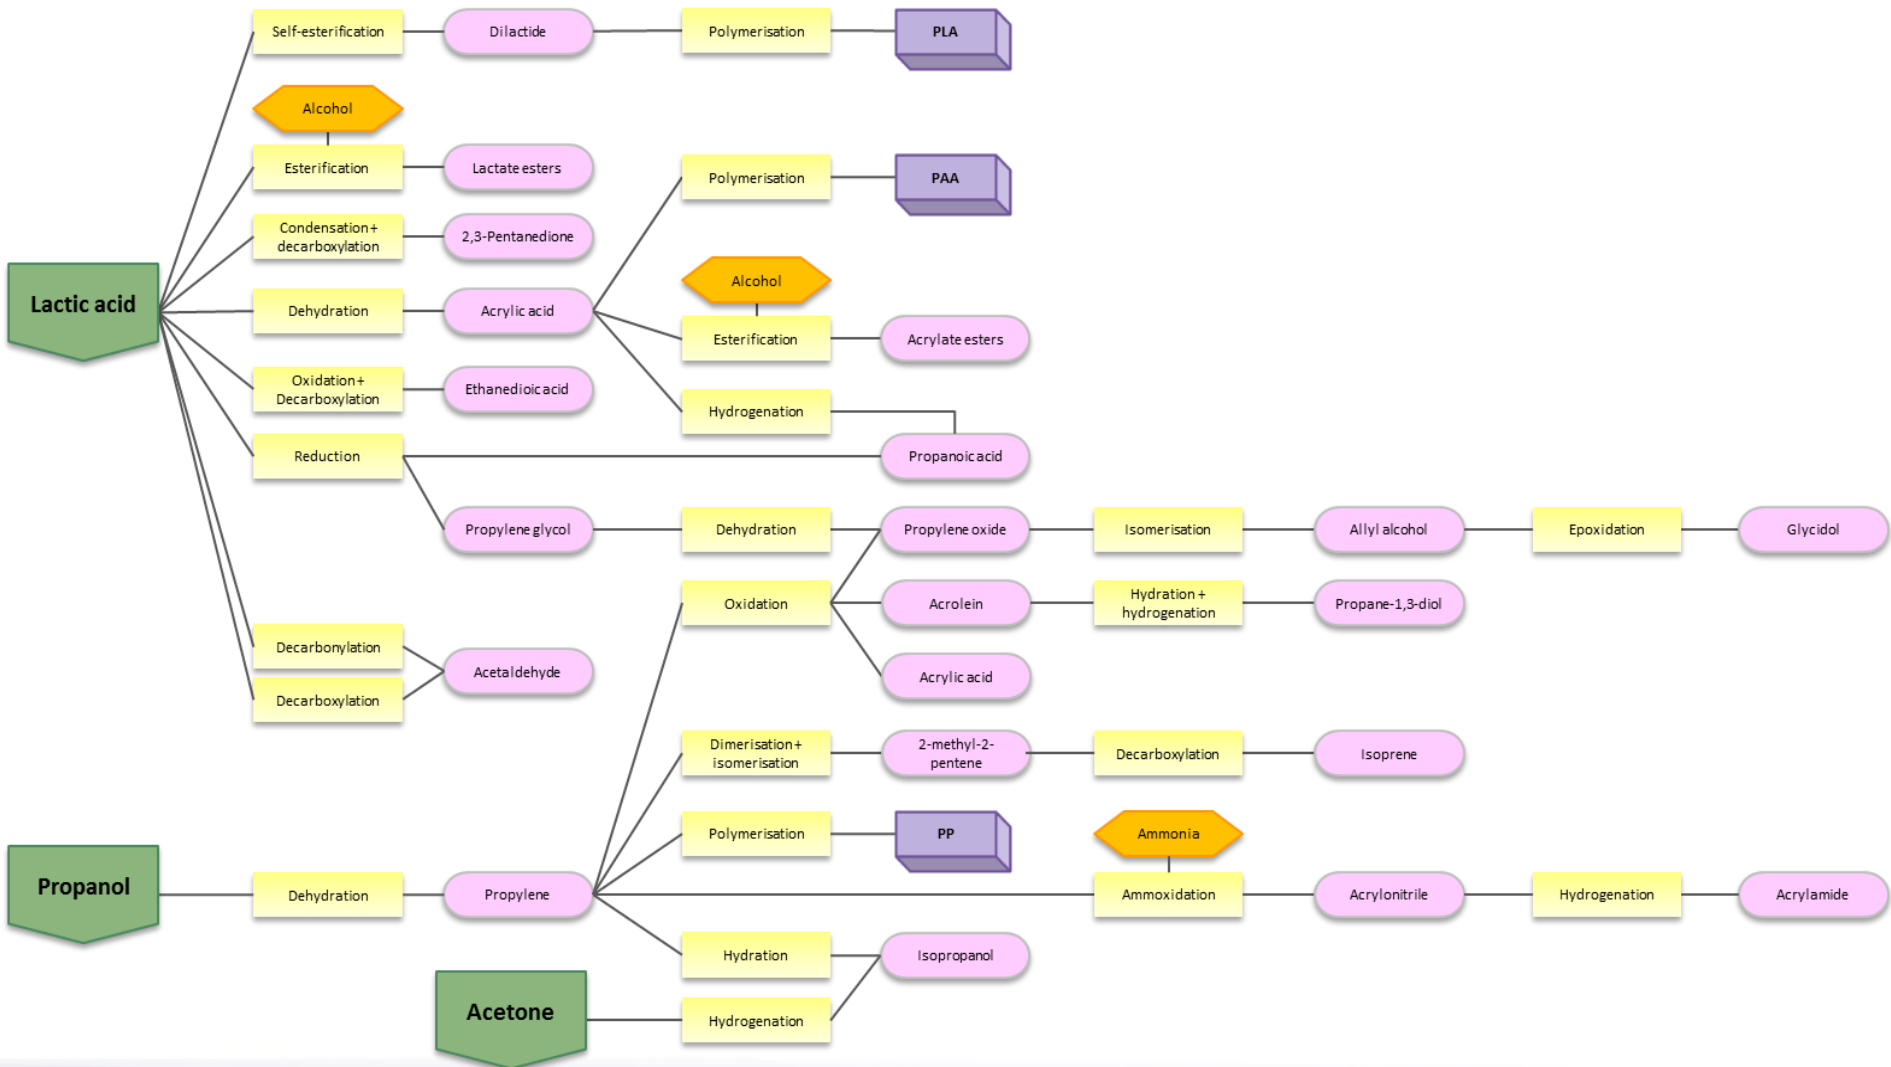 Self-esterification
Dilactide
Polymerisation
PLA
Alcohol
Esterification
Lactate esters
Polymerisation
PAA
Condensation +
decarboxylation
2,3-Pentanedione
Alcohol
Lactic acid
Dehydration
Acrylic acid
Esterification
Acrylate esters
Oxidation +
Decarboxylation
Ethanedioic acid
Hydrogenation
Reduction
Propanoic acid
Propylene glycol
Dehydration
Propylene oxide
Isomerisation
Allyl alcohol
Epoxidation
Glycidol
Oxidation
Acrolein
Hydration +
hydrogenation
Propane-1,3-diol
Decarbonylation
Acetaldehyde
Decarboxylation
Acrylic acid
Dimerisation +
isomerisation
2-methyl-2-
pentene
Decarboxylation
Isoprene
Polymerisation
PP
Ammonia
Propanol
Dehydration
Propylene
Ammoxidation
Acrylonitrile
Hydrogenation
Acrylamide
Hydration
Isopropanol
Acetone
Hydrogenation